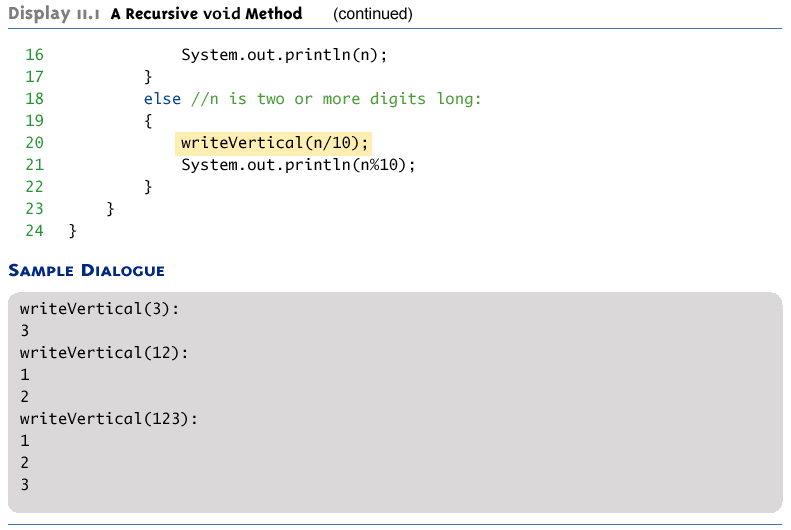 Display 11.1 A Recursive void Method (continued)
16 System.out.println(n);
17 }
18 else //n is two or more digits long:
19 {
20 writeVertical(n/10);
21 System.out.println(n%10);
22 }
23 }
24 }
SAMPLE DIALOGUE
writeVertical(3):
3
writeVertical(12):
1
2
writeVertical(123):
1
2
3